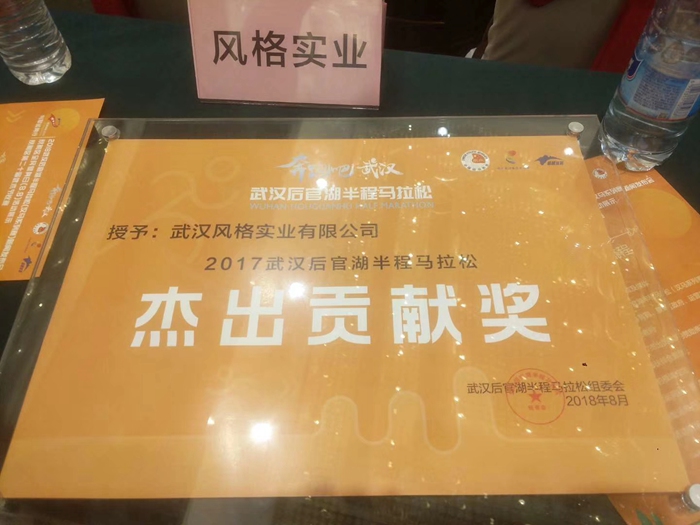 风格实业
武汉
武汉后官湖半程马拉松
授予：武汉风格实业有限公司
2017武汉后官湖半程马拉松
杰出贡献奖
武汉后官湖半程马拉松组委会
2018年8月